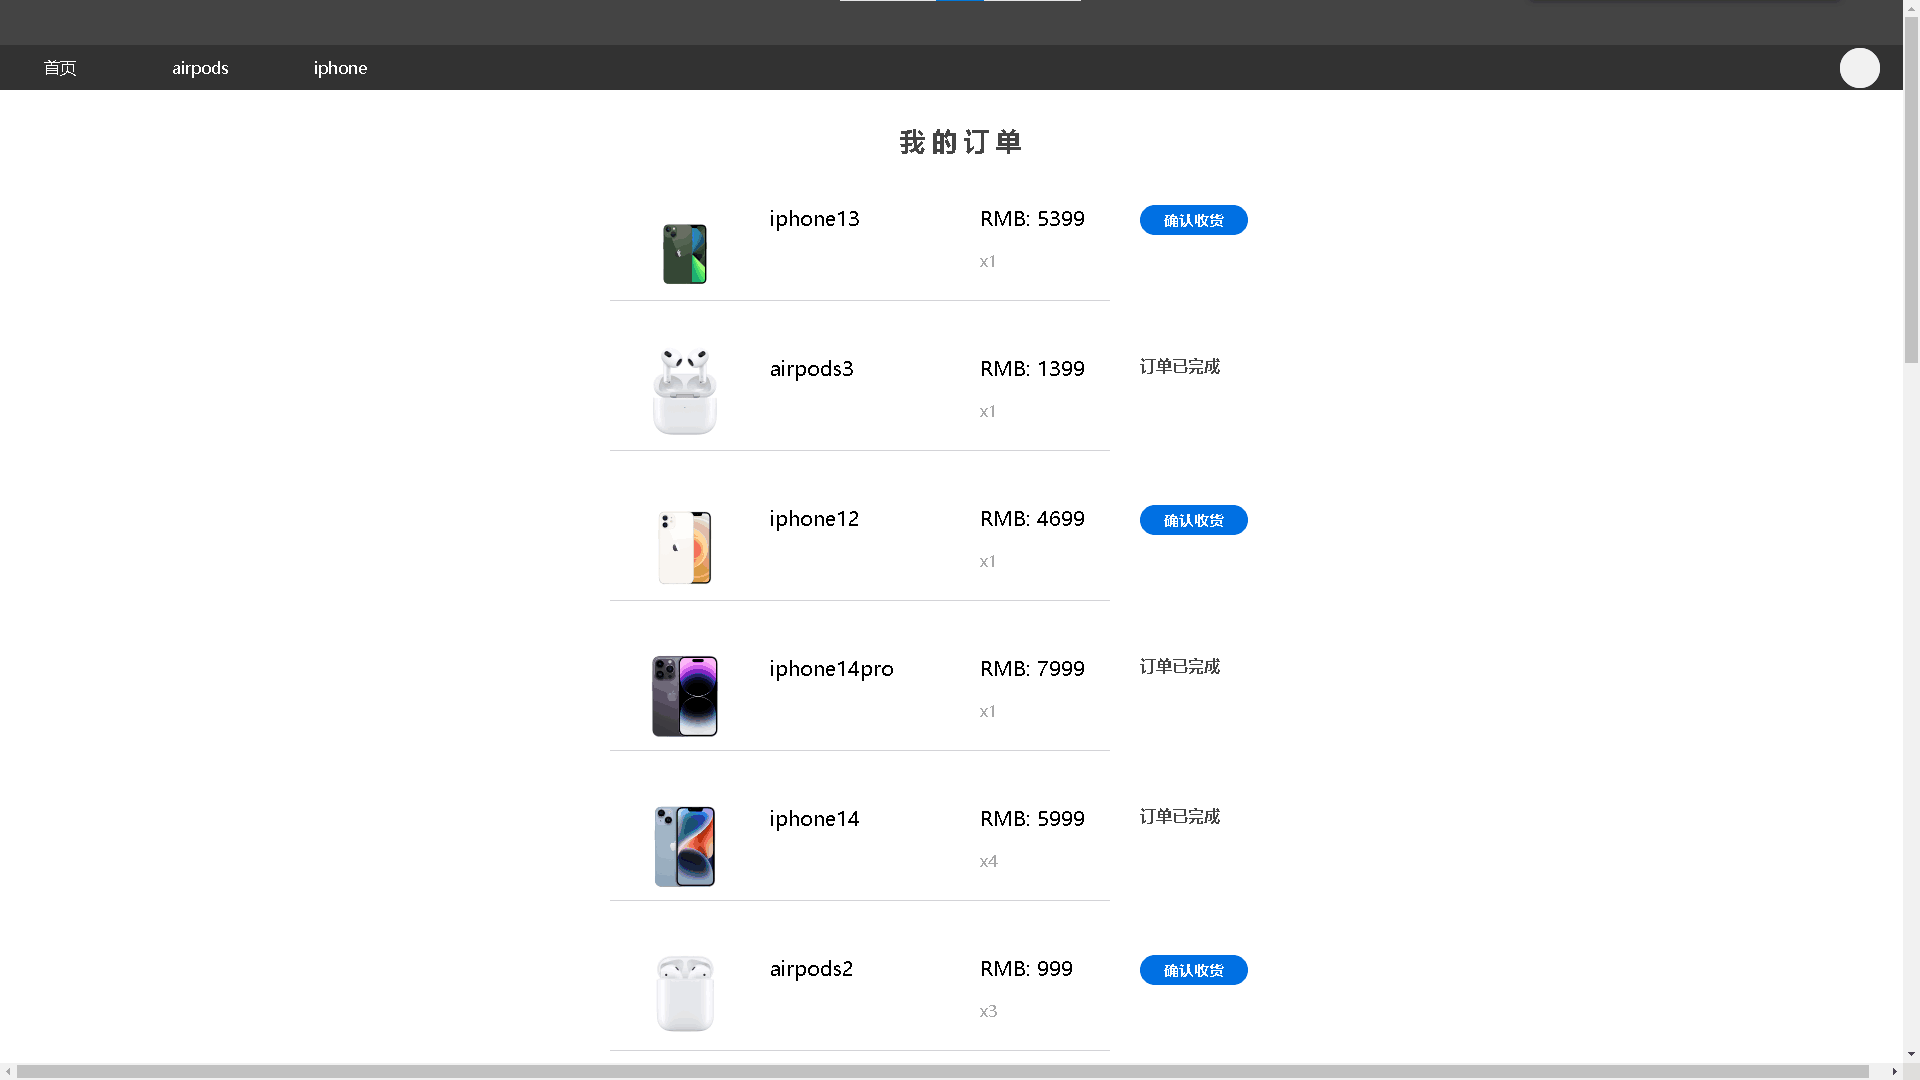 首页 airpods iphone
我的订单
iphone13 RMB: 5399 确认收货
x1
airpods3 RMB: 1399 订单已完成
x1
iphone12 RMB: 4699 确认收货
x1
iphone14pro RMB: 7999 订单已完成
x1
iphone14 RMB: 5999 订单已完成
x4
airpods2 RMB: 999 确认收货
x3